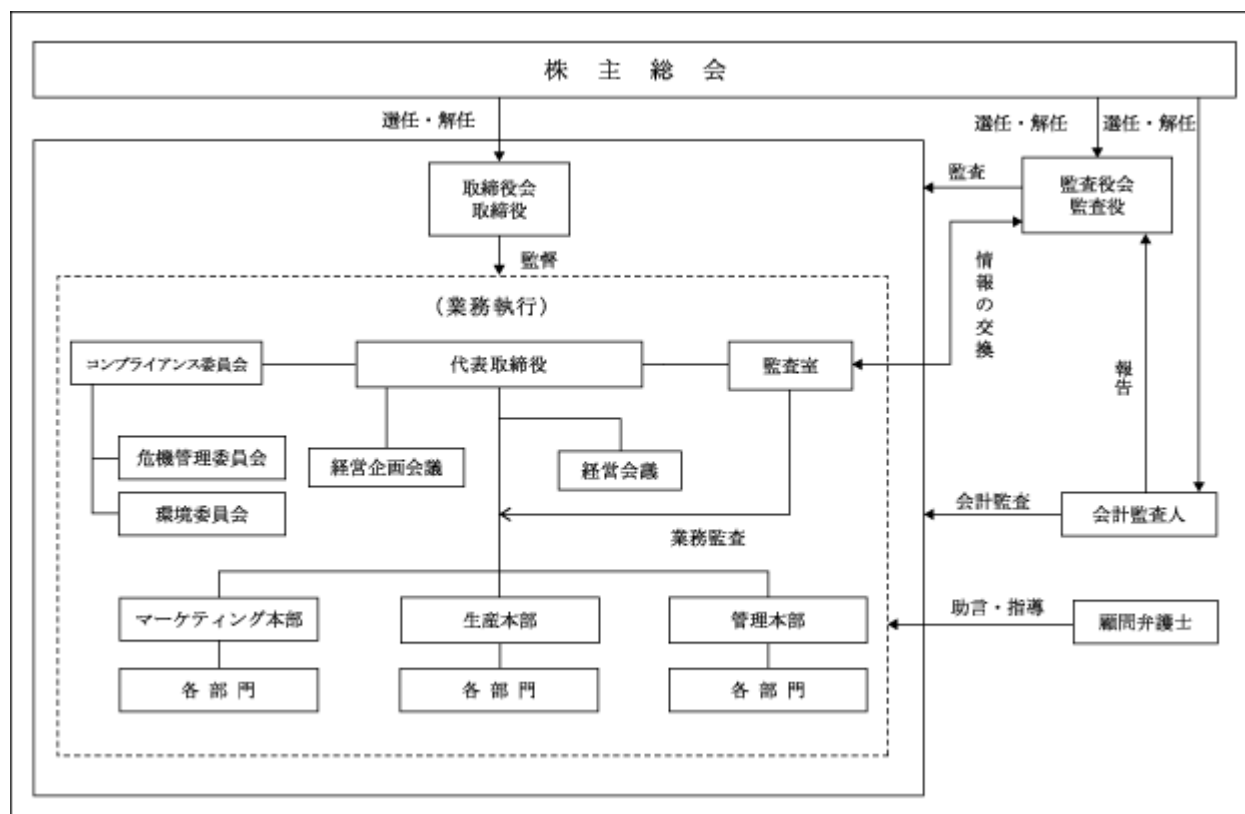 株主総会
選任・解任
選任・解任
選任・解任
取締役会
取締役
監査
監査役会
監査役
監督
情報の交換
(業務執行)
コンプライアンス委員会
代表取締役
監査室
報告
危機管理委員会
経営企画会議
経営会議
環境委員会
会計監査
会計監査人
業務監査
マーケティング本部
生産本部
管理本部
助言・指導
顧問弁護士
各部門
各部門
各部門